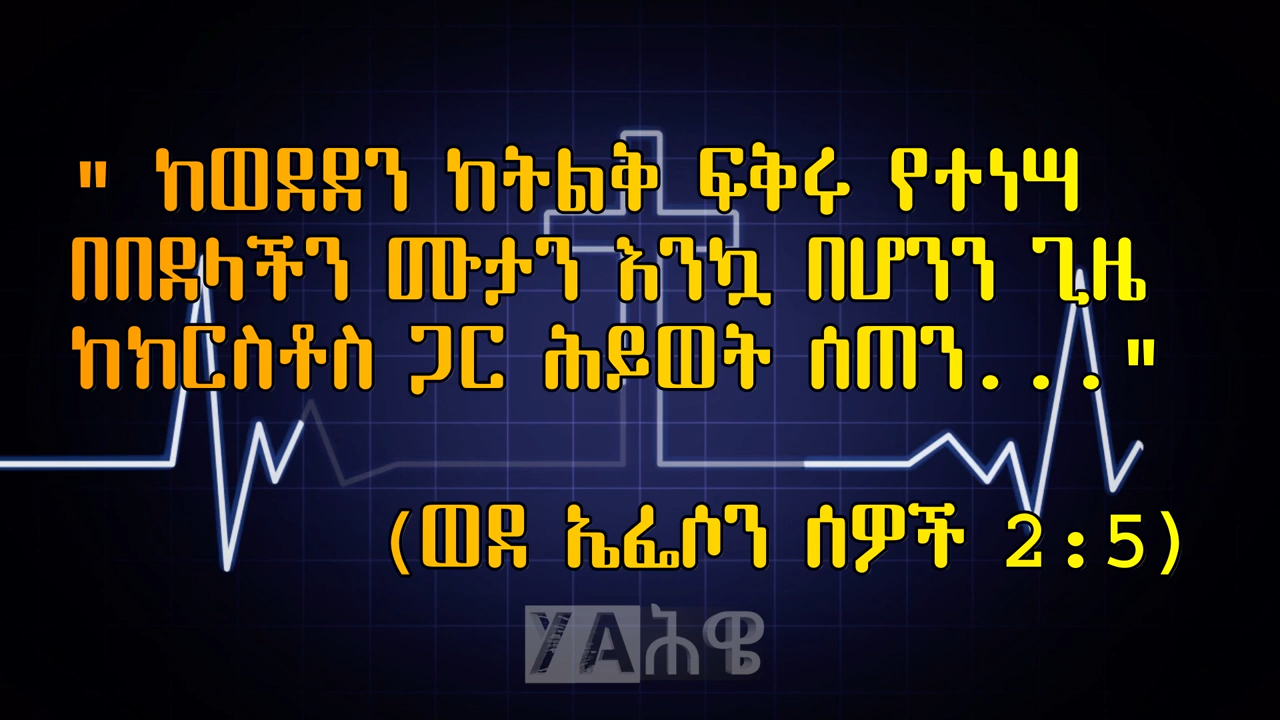 " ከወደደን ከትልቅ ፍቅሩ የተነሣ
በበደላችን ሙታን እንኳ በሆንን ጊዜ
ከክርስቶስ ጋር ሕይወት ሰጠን..."
(ወደ ኤፌሶን ሰዎች 2:5)
YAሕዌ